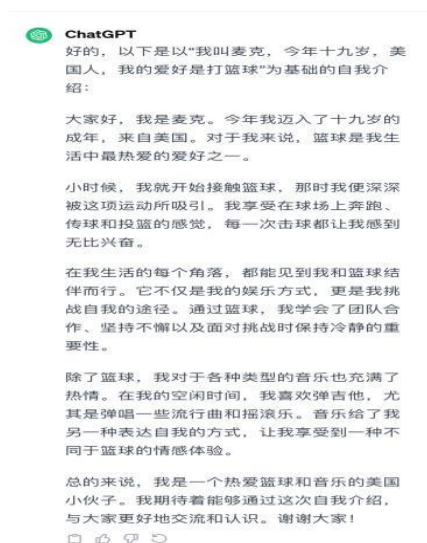 ChatGPT
好的，以下是以“我叫麦克，今年十九岁，美
国人，我的爱好是打篮球”为基础的自我介
绍：
大家好，我是麦克。今年我迈入了十九岁的
成年，来自美国。对于我来说，篮球是我生
活中最热爱的爱好之一。
小时候，我就开始接触篮球，那时我便深深
被这项运动所吸引。我享受在球场上奔跑、
传球和投篮的感觉，每一次击球都让我感到
无比兴奋。
在我生活的每个角落，都能见到我和篮球结
伴而行。它不仅是我的娱乐方式，更是我挑
战自我的途径。通过篮球，我学会了团队合
作、坚持不懈以及面对挑战时保持冷静的重
要性。
除了篮球，我对于各种类型的音乐也充满了
热情。在我的空闲时间，我喜欢弹吉他，尤
其是弹唱一些流行曲和摇滚乐。音乐给了我
另一种表达自我的方式，让我享受到一种不
同于篮球的情感体验。
总的来说，我是一个热爱篮球和音乐的美国
小伙子。我期待着能够通过这次自我介绍，
与大家更好地交流和认识。谢谢大家！